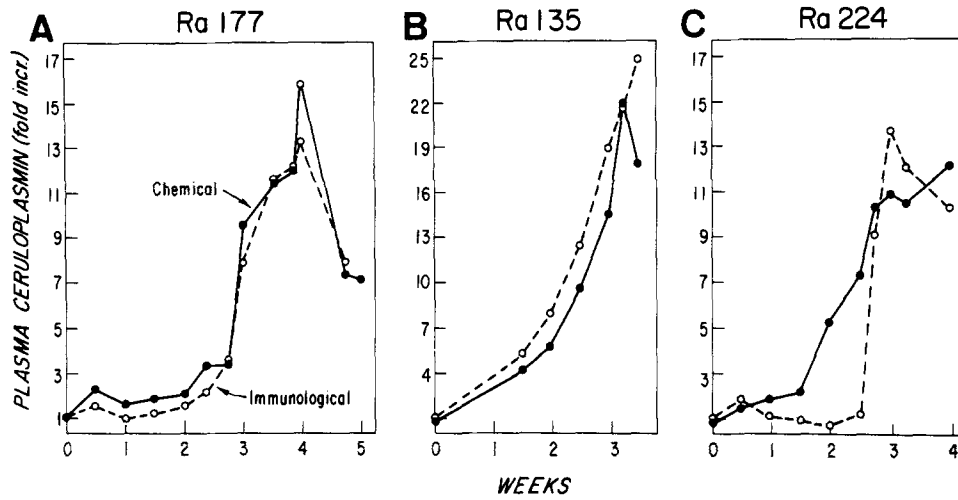 A Ra 177
B Ra 135
C Ra 224
PLASMA CERULOPLASMIN (fold incr.)
17
15
13
11
9
7
5
3
1
Chemical
Immunological
0 1 2 3 4 5
25
22
19
16
13
10
7
4
0 1 2 3
17
15
13
11
9
7
5
3
1
0 1 2 3 4
WEEKS